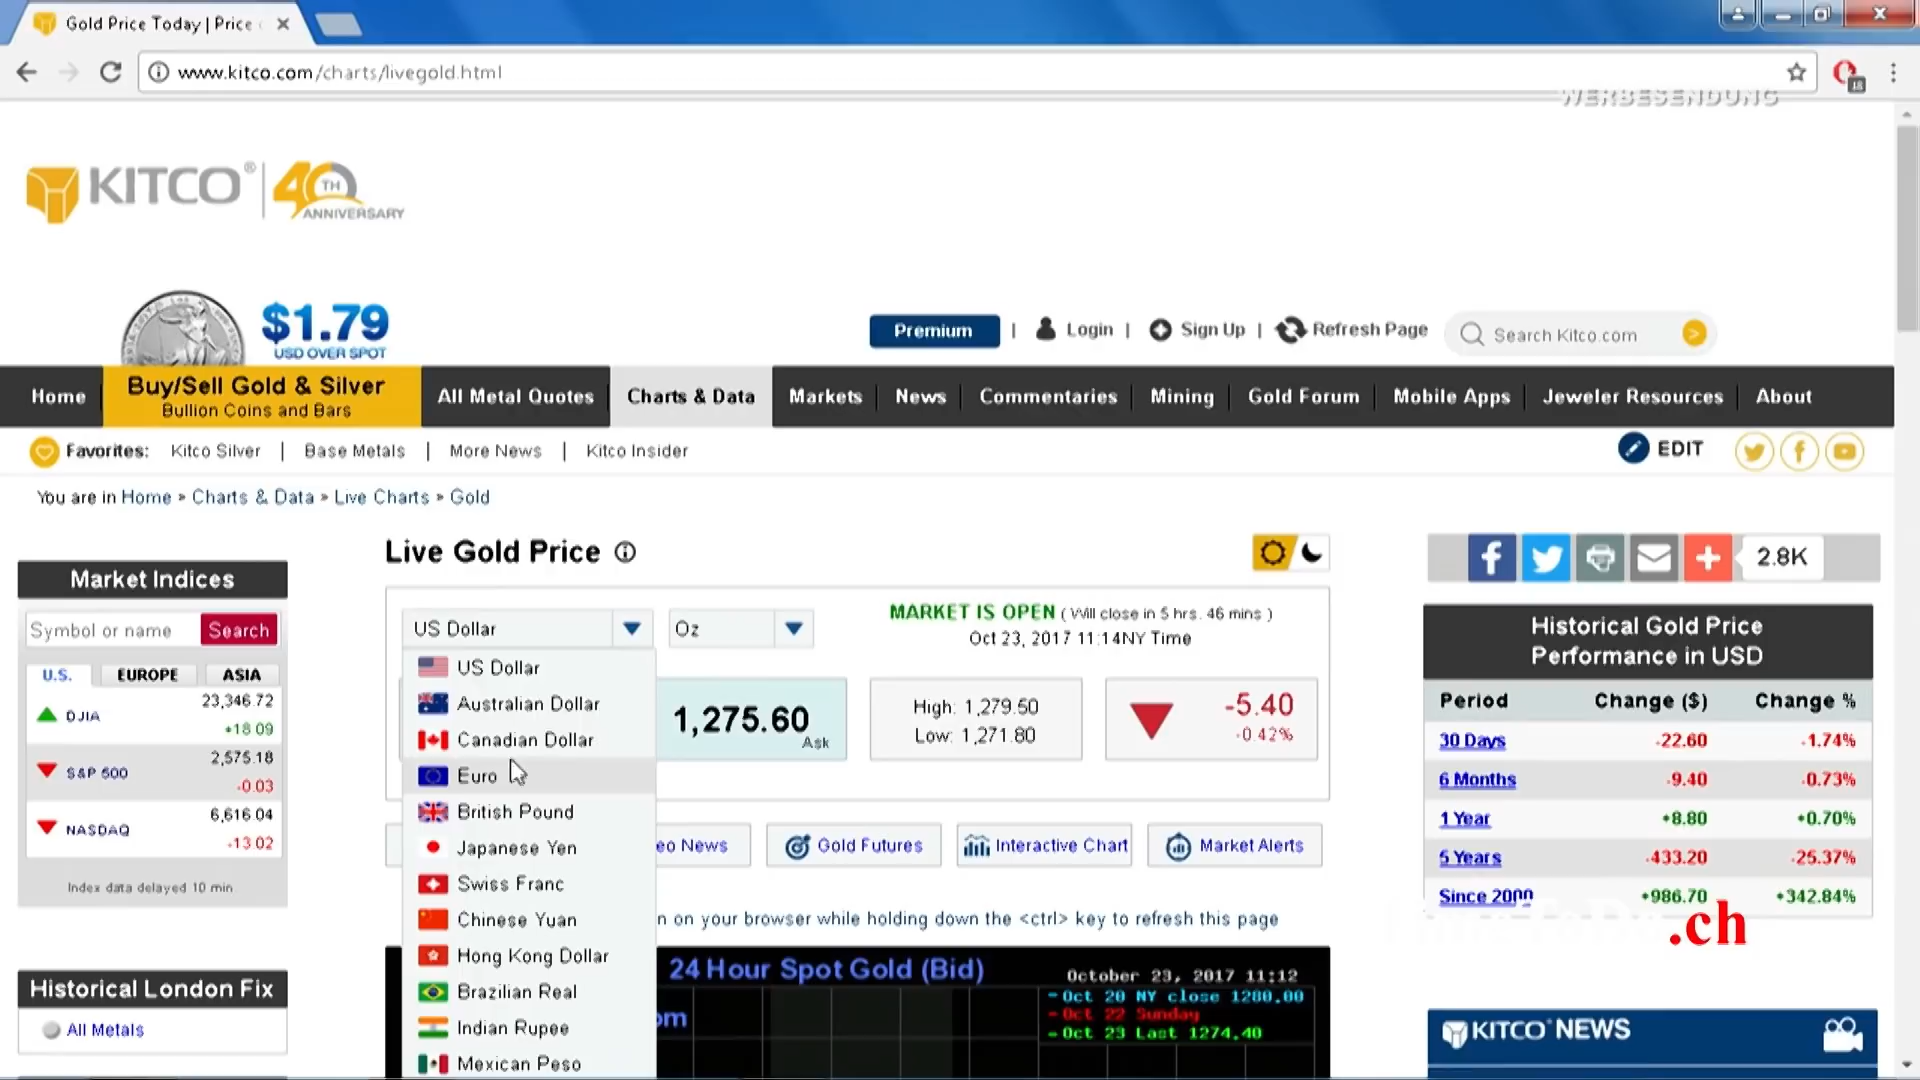 Gold Price Today | Price
www.kitco.com/charts/livegold.html
18
WERBESENDUNG
KITCO® 40TH ANNIVERSARY
$1.79
USD OVER SPOT
Premium | Login | Sign Up | Refresh Page Search Kitco.com
Home Buy/Sell Gold & Silver All Metal Quotes Charts & Data Markets News Commentaries Mining Gold Forum Mobile Apps Jeweler Resources About
Bullion Coins and Bars
Favorites: Kitco Silver | Base Metals | More News | Kitco Insider EDIT
You are in Home » Charts & Data » Live Charts » Gold
Market Indices
Symbol or name Search
U.S. EUROPE ASIA
DJIA 23,346.72
+18.09
S&P 500 2,575.18
-0.03
NASDAQ 6,616.04
-13.02
Index data delayed 10 min
Historical London Fix
All Metals
Live Gold Price
US Dollar Oz
MARKET IS OPEN ( Will close in 5 hrs. 46 mins )
Oct 23, 2017 11:14NY Time
US Dollar
Australian Dollar
Canadian Dollar
Euro
British Pound
Japanese Yen
Swiss Franc
Chinese Yuan
Hong Kong Dollar
Brazilian Real
Indian Rupee
Mexican Peso
1,275.60
Ask
High: 1,279.50
Low: 1,271.80
-5.40
-0.42%
eo News Gold Futures Interactive Chart Market Alerts
n on your browser while holding down the <ctrl> key to refresh this page
24 Hour Spot Gold (Bid)
om
October 23, 2017 11:12
Oct 20 NY close 1280.00
Oct 22 Sunday
Oct 23 Last 1274.40
2.8K
Historical Gold Price
Performance in USD
Period Change ($) Change %
30 Days -22.60 -1.74%
6 Months -9.40 -0.73%
1 Year +8.80 +0.70%
5 Years -433.20 -25.37%
Since 2000 +986.70 +342.84%
.ch
KITCO® NEWS